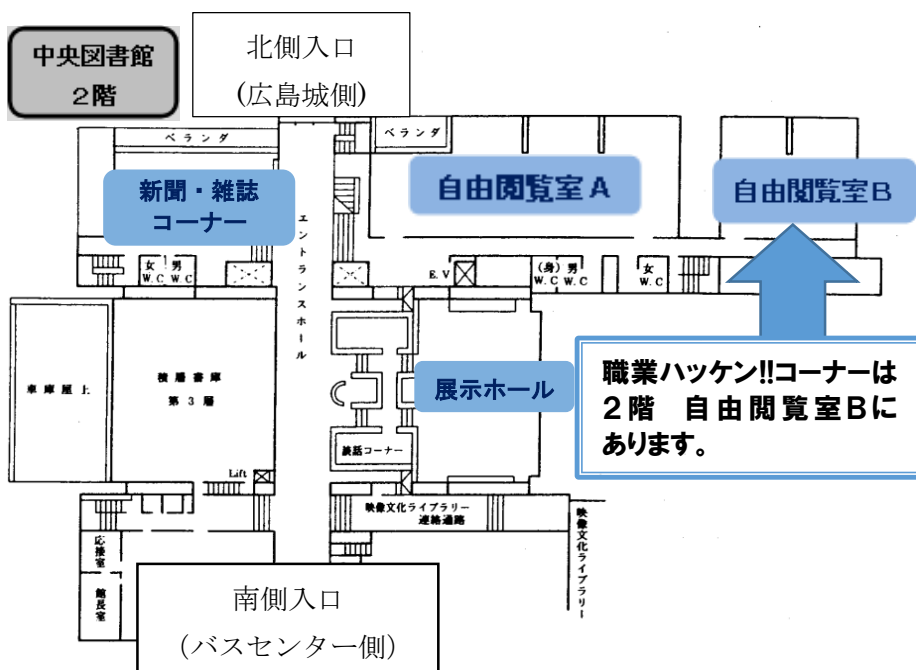 中央図書館
２階
北側入口
(広島城側)
ベランダ
ベランダ
新聞・雑誌
コーナー
自由閲覧室A
自由閲覧室B
エントランスホール
女 男
W.C W.C
E.V
(身) 男
W.C W.C
女
W.C
車庫屋上
積層書庫
第3層
展示ホール
職業ハッケン!!コーナーは
２階　自由閲覧室Bに
あります。
談話コーナー
Lift
映像文化ライブラリー
連絡通路
映像文化ライブラリー
応接室
館長室
南側入口
(バスセンター側)